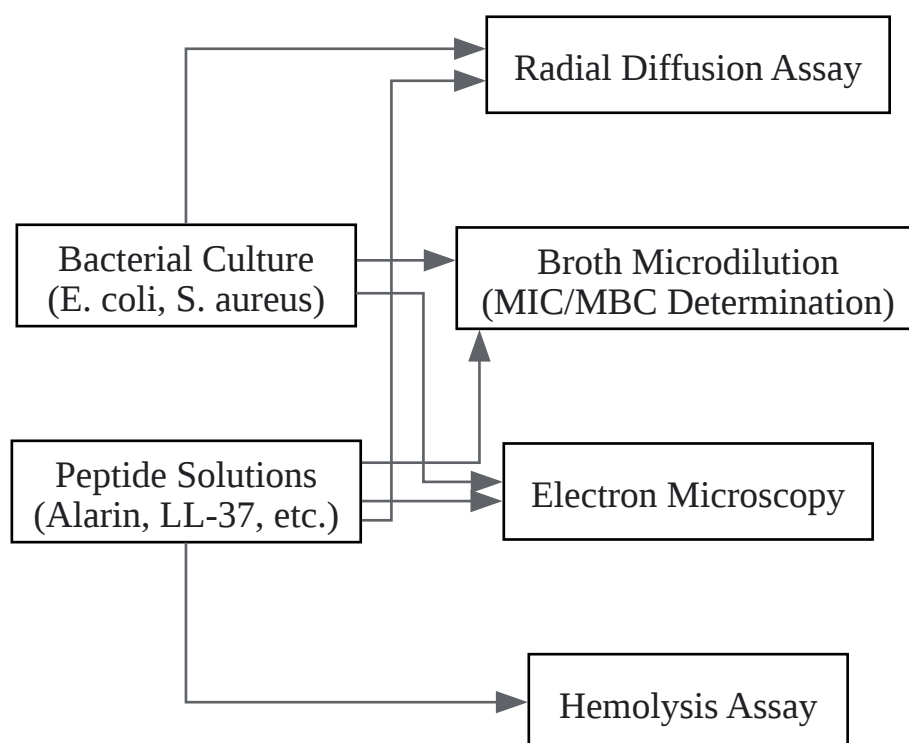 Radial Diffusion Assay
Bacterial Culture
(E. coli, S. aureus)
Broth Microdilution
(MIC/MBC Determination)
Peptide Solutions
(Alarin, LL-37, etc.)
Electron Microscopy
Hemolysis Assay